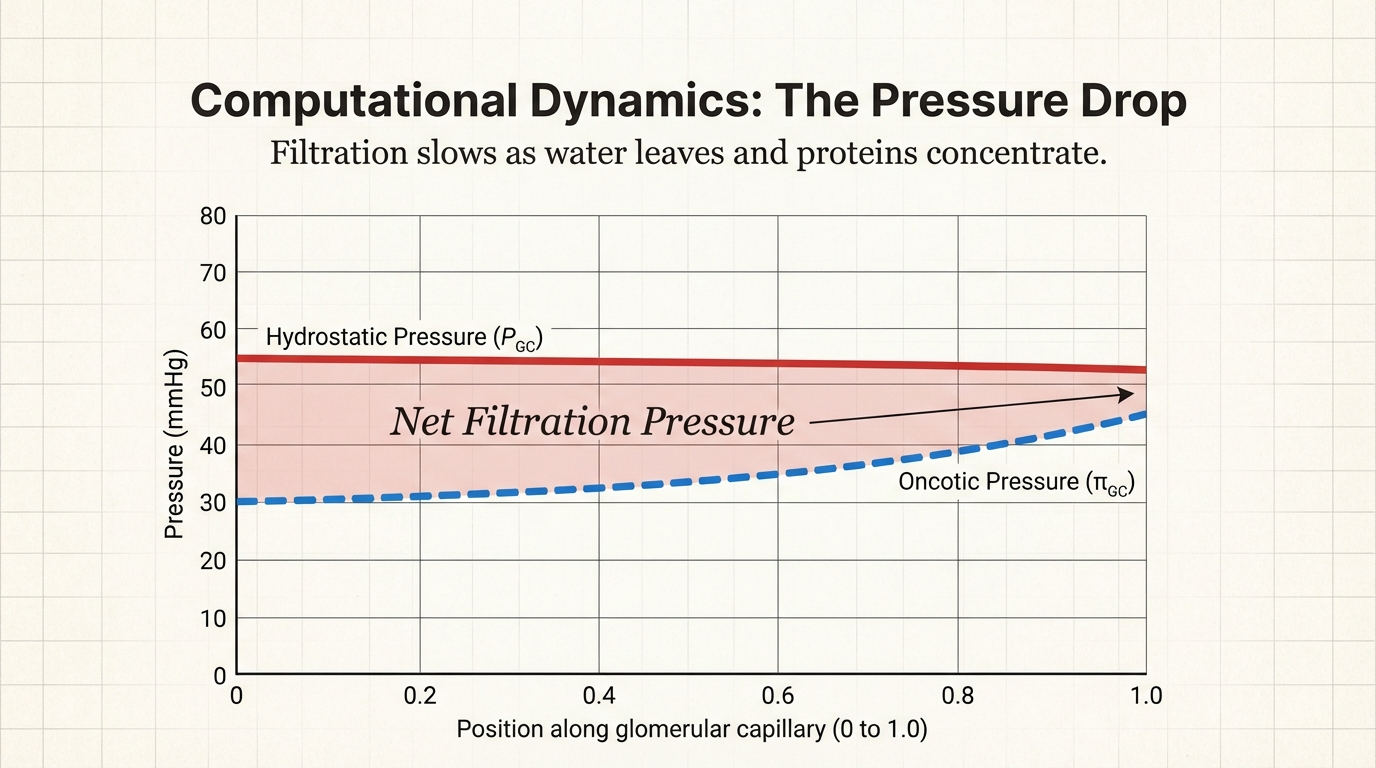 Computational Dynamics: The Pressure Drop
Filtration slows as water leaves and proteins concentrate.
80
70
60
50
40
30
20
10
0
Pressure (mmHg)
Hydrostatic Pressure (PGC)
Net Filtration Pressure
Oncotic Pressure (πGC)
0 0.2 0.4 0.6 0.8 1.0
Position along glomerular capillary (0 to 1.0)